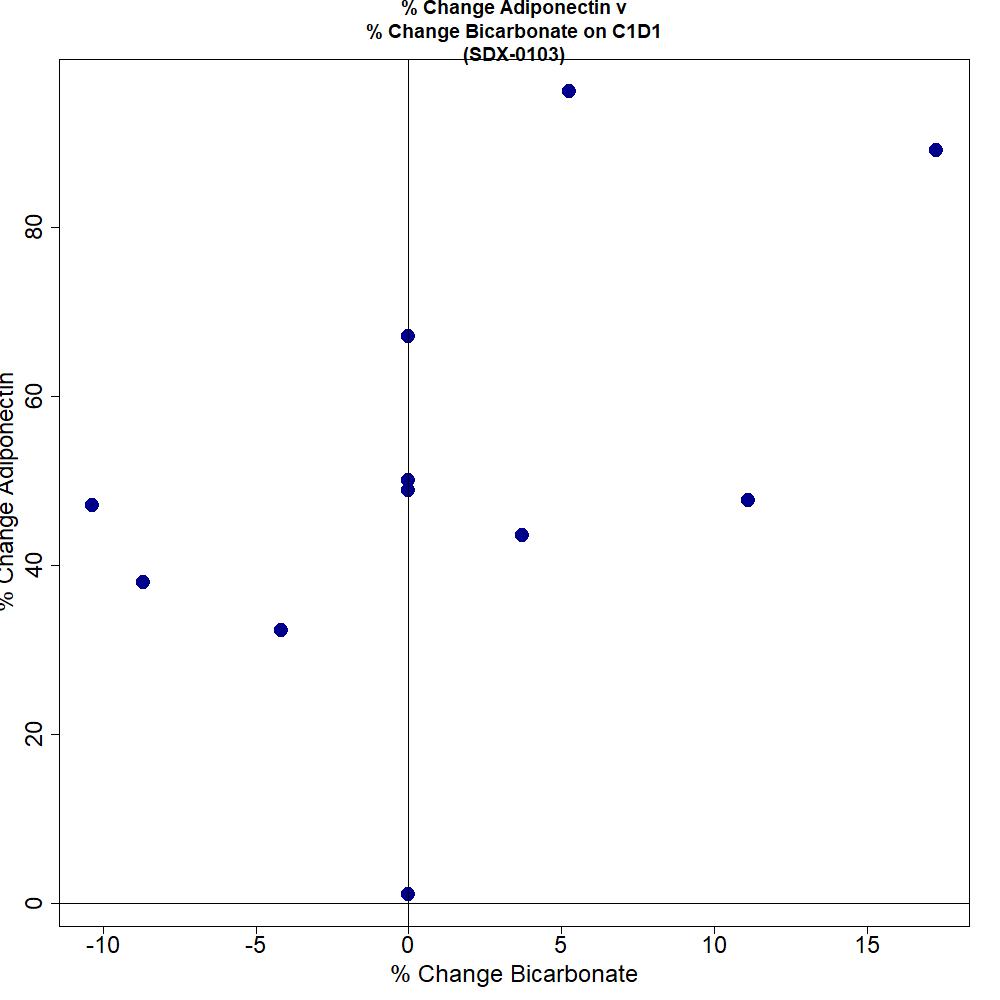 % Change Adiponectin v
% Change Bicarbonate on C1D1
(SDX-0103)
% Change Adiponectin
80
60
40
20
0
-10 -5 0 5 10 15
% Change Bicarbonate